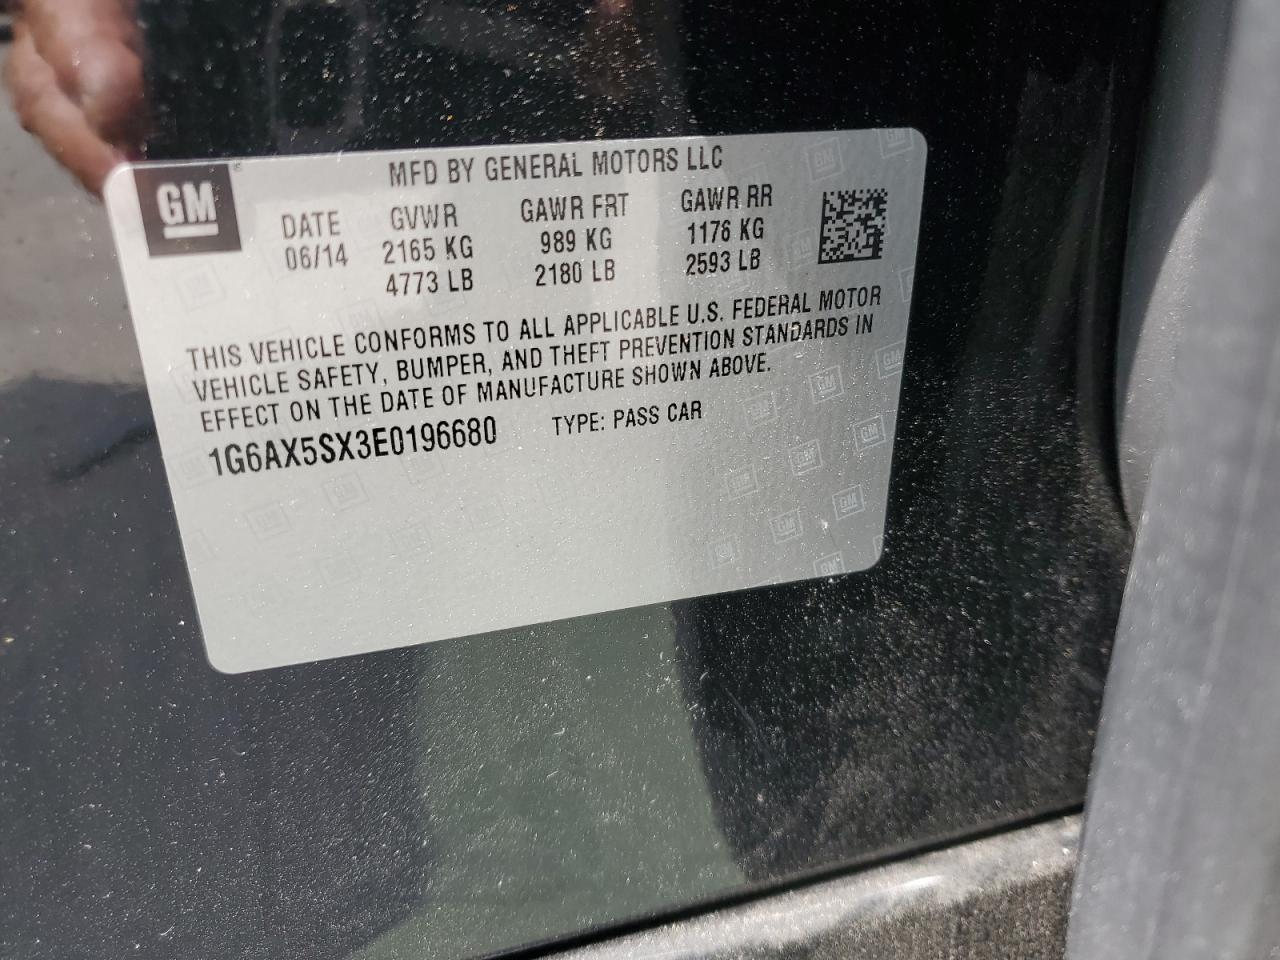 GM
MFD BY GENERAL MOTORS LLC
DATE GVWR GAWR FRT GAWR RR
06/14 2165 KG 989 KG 1176 KG
4773 LB 2180 LB 2593 LB
THIS VEHICLE CONFORMS TO ALL APPLICABLE U.S. FEDERAL MOTOR
VEHICLE SAFETY, BUMPER, AND THEFT PREVENTION STANDARDS IN
EFFECT ON THE DATE OF MANUFACTURE SHOWN ABOVE.
1G6AX5SX3E0196680 TYPE: PASS CAR